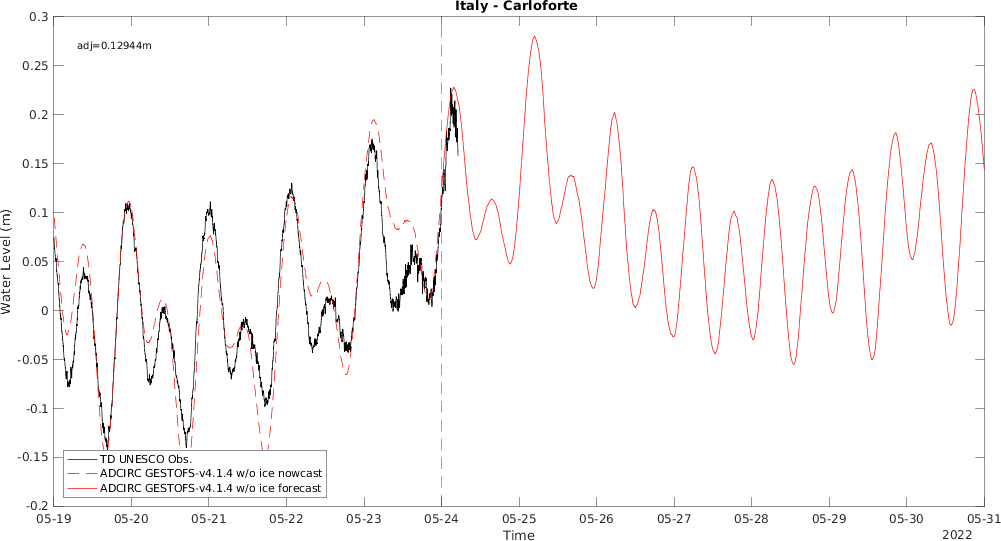 Italy - Carloforte
adj=0.12944m
0.3
0.25
0.2
0.15
0.1
0.05
0
-0.05
-0.1
-0.15
-0.2
Water Level (m)
TD UNESCO Obs.
ADCIRC GESTOFS-v4.1.4 w/o ice nowcast
ADCIRC GESTOFS-v4.1.4 w/o ice forecast
05-19 05-20 05-21 05-22 05-23 05-24 05-25 05-26 05-27 05-28 05-29 05-30 05-31
Time
2022